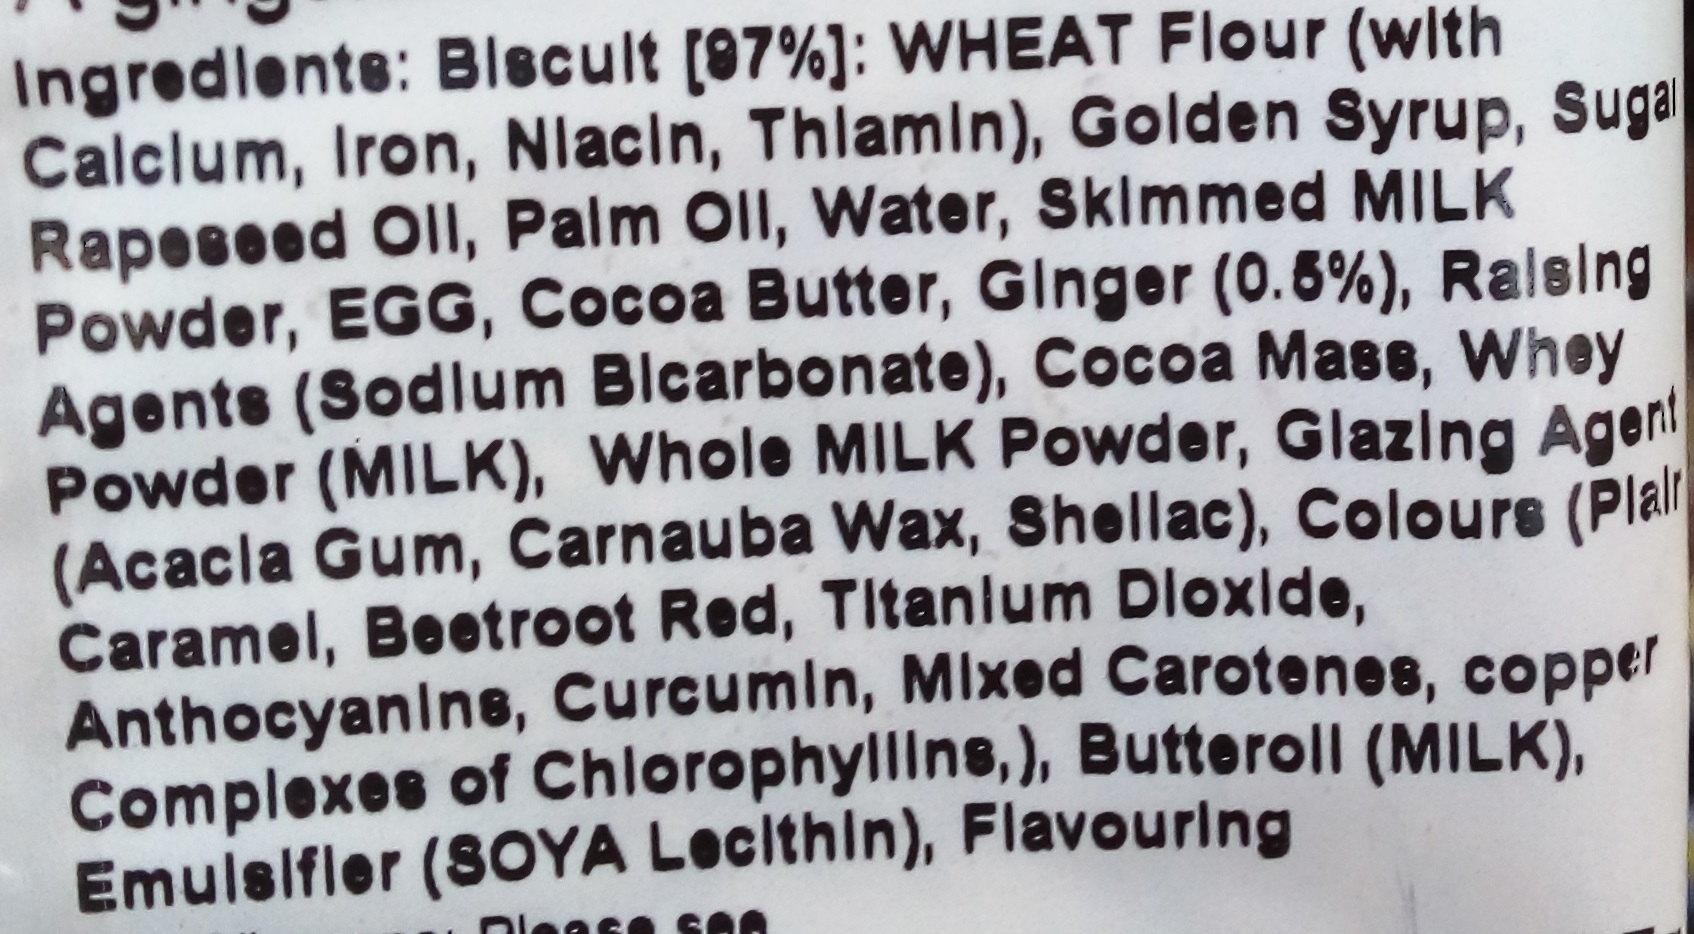 A ging
Ingredients: Biscuit [97%]: WHEAT Flour (with
Calcium, Iron, Niacin, Thiamin), Golden Syrup, Sugar
Rapeseed Oil, Palm Oil, Water, Skimmed MILK
Powder, EGG, Cocoa Butter, Ginger (0.5%), Raising
Agents (Sodium Bicarbonate), Cocoa Mass, Whey
Powder (MILK), Whole MILK Powder, Glazing Agent
(Acacia Gum, Carnauba Wax, Shellac), Colours (Plain
Caramel, Beetroot Red, Titanium Dioxide,
Anthocyanins, Curcumin, Mixed Carotenes, copper
Complexes of Chlorophyllins,), Butteroil (MILK),
Emulsifier (SOYA Lecithin), Flavouring
Please see